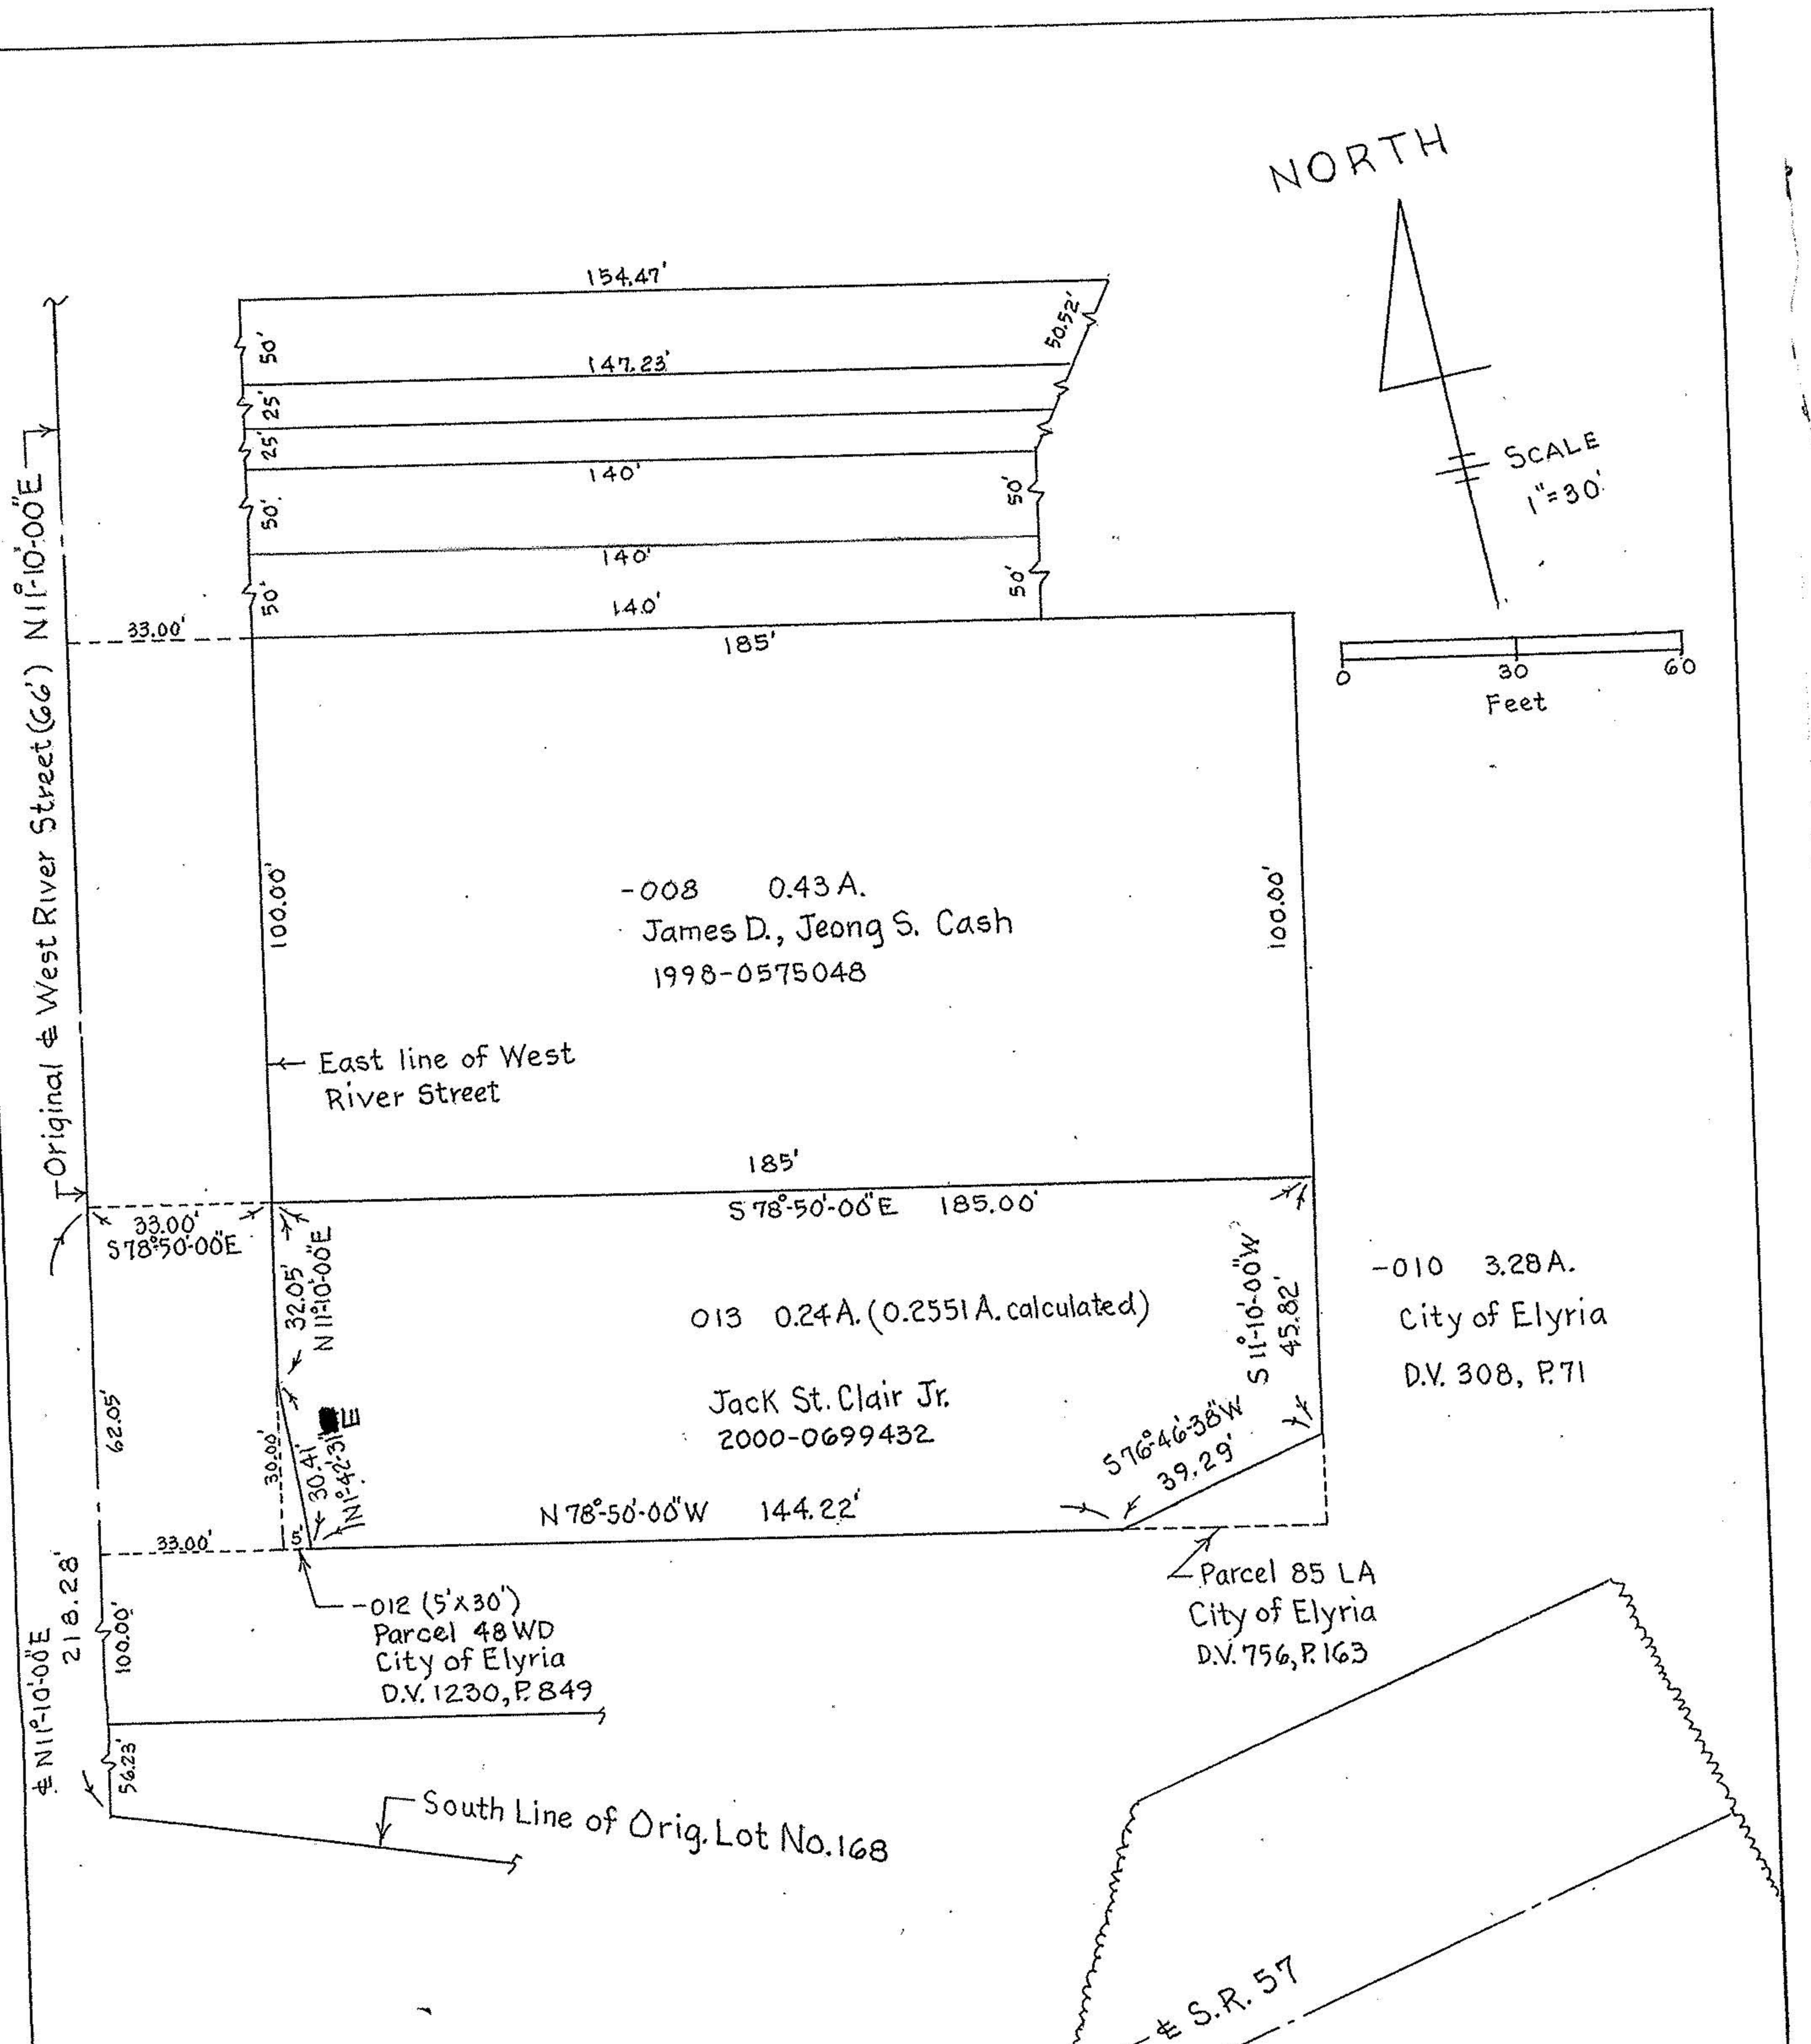 NORTH
SCALE
1"=30'
0 30 60
Feet
154.47'
50'
50.52'
147.23'
25'
25'
140'
50'
50'
140'
50'
50'
140'
33.00'
185'
Original ℄ West River Street (66') N11°-10'-00"E
100.00'
100.00'
-008 0.43 A.
James D., Jeong S. Cash
1998-0575048
East line of West
River Street
185'
S 78°-50'-00"E 185.00'
33.00'
S78°-50'-00"E
32.05'
N 11°-10'-00"E
013 0.24 A. (0.2551 A. calculated)
Jack St. Clair Jr.
2000-0699432
S 11°-10'-00"W
45.82'
-010 3.28 A.
City of Elyria
D.V. 308, P. 71
62.05'
30.00'
30.41'
N1°-42'-31"E
S76°-46'-38"W
39.29'
N 78°-50'-00"W 144.22'
33.00'
5'
-012 (5'x30')
Parcel 48 WD
City of Elyria
D.V. 1230, P. 849
Parcel 85 LA
City of Elyria
D.V. 756, P. 163
℄ N11°-10'-00"E
218.28'
100.00'
56.23'
South Line of Orig. Lot No. 168
℄ S.R. 57